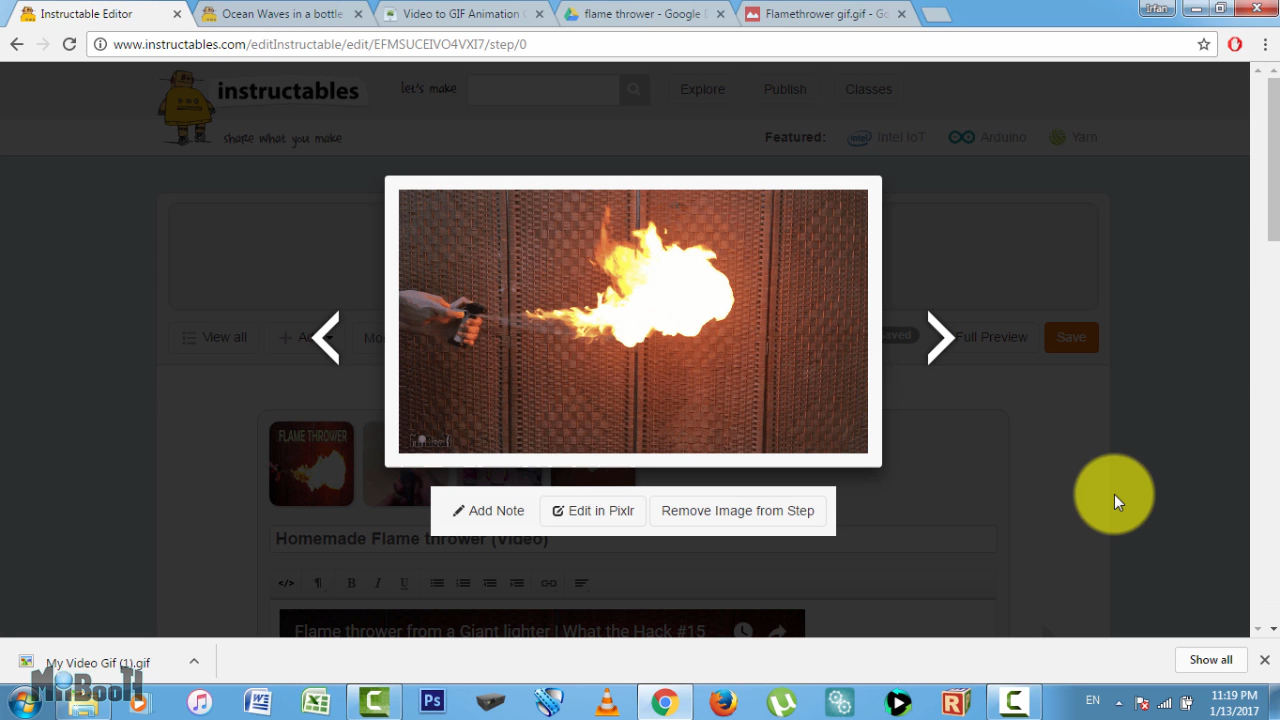 Instructable Editor
Ocean Waves in a bottle
Video to GIF Animation
flame thrower - Google
Flamethrower gif.gif - Go
irfan
www.instructables.com/editInstructable/edit/EFMSUCEIVO4VXI7/step/0
instructables
let's make
Explore
Publish
Classes
share what you make
Featured:
intel
Intel IoT
Arduino
Yarn
View all
Full Preview
Save
FLAME THROWER
Add Note
Edit in Pixlr
Remove Image from Step
Homemade Flame thrower (Video)
B I U
Flame thrower from a Giant lighter | What the Hack #15
My Video Gif (1).gif
Show all
MrBooH
EN
11:19 PM
1/13/2017